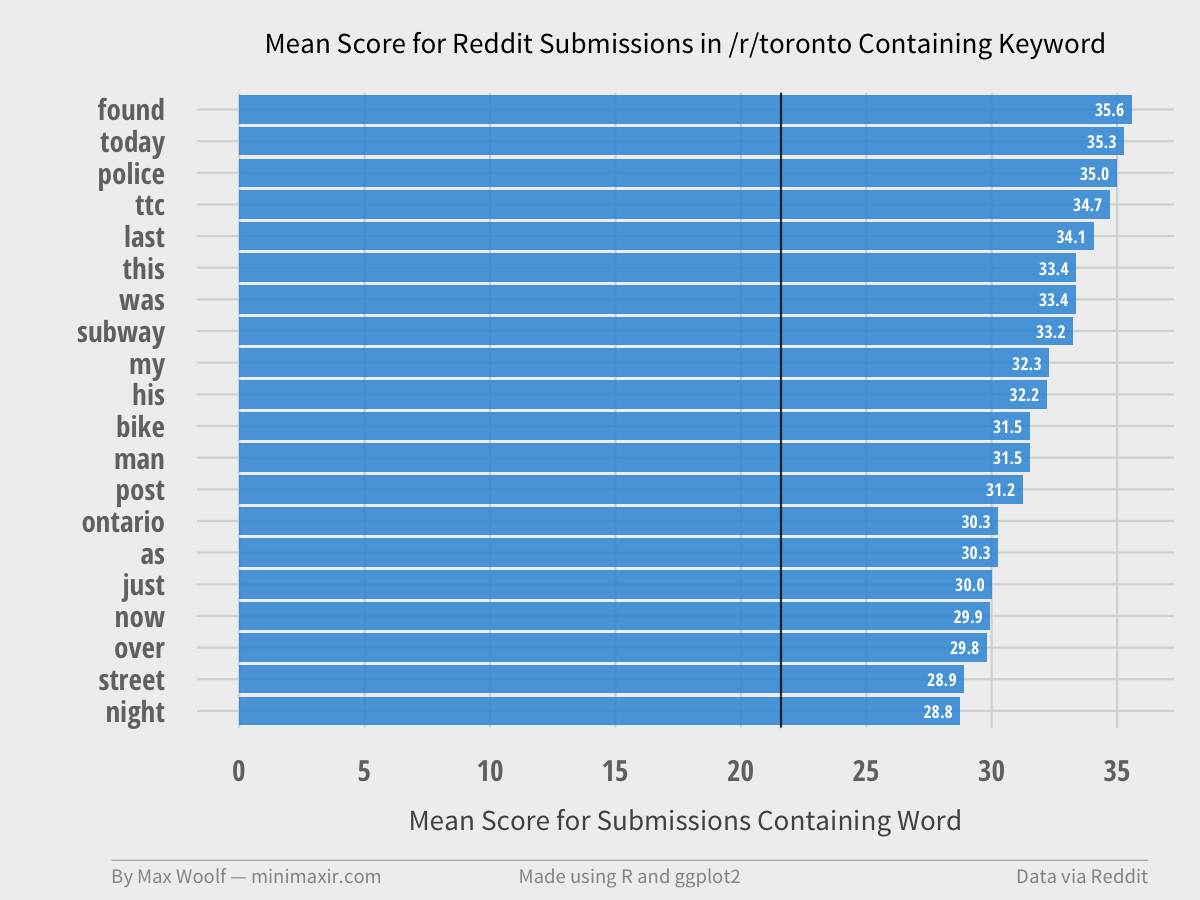 Mean Score for Reddit Submissions in /r/toronto Containing Keyword
found 35.6
today 35.3
police 35.0
ttc 34.7
last 34.1
this 33.4
was 33.4
subway 33.2
my 32.3
his 32.2
bike 31.5
man 31.5
post 31.2
ontario 30.3
as 30.3
just 30.0
now 29.9
over 29.8
street 28.9
night 28.8
0 5 10 15 20 25 30 35
Mean Score for Submissions Containing Word
By Max Woolf — minimaxir.com Made using R and ggplot2 Data via Reddit